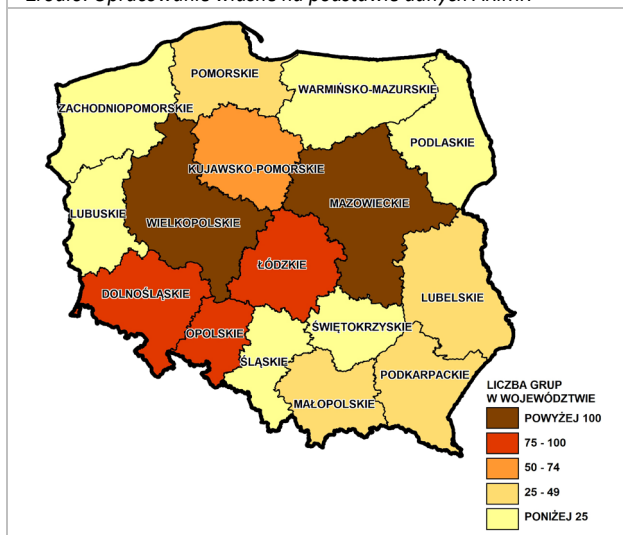 Źródło: Opracowanie własne na podstawie danych ARiMR
POMORSKIE
WARMIŃSKO-MAZURSKIE
ZACHODNIOPOMORSKIE
PODLASKIE
KUJAWSKO-POMORSKIE
MAZOWIECKIE
LUBUSKIE
WIELKOPOLSKIE
ŁÓDZKIE
DOLNOŚLĄSKIE
LUBELSKIE
OPOLSKIE
ŚWIĘTOKRZYSKIE
ŚLĄSKIE
PODKARPACKIE
MAŁOPOLSKIE
LICZBA GRUP
W WOJEWÓDZTWIE
POWYŻEJ 100
75 - 100
50 - 74
25 - 49
PONIŻEJ 25